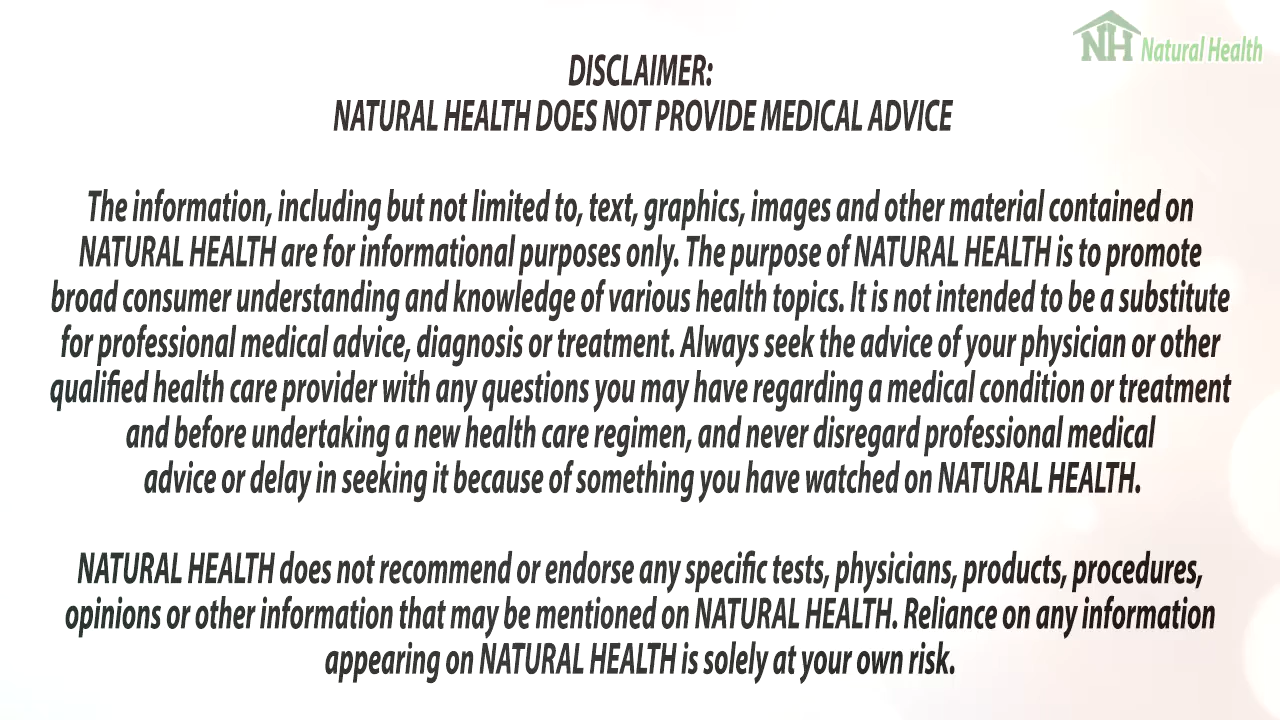 NH Natural Health
DISCLAIMER:
NATURAL HEALTH DOES NOT PROVIDE MEDICAL ADVICE
The information, including but not limited to, text, graphics, images and other material contained on
NATURAL HEALTH are for informational purposes only. The purpose of NATURAL HEALTH is to promote
broad consumer understanding and knowledge of various health topics. It is not intended to be a substitute
for professional medical advice, diagnosis or treatment. Always seek the advice of your physician or other
qualified health care provider with any questions you may have regarding a medical condition or treatment
and before undertaking a new health care regimen, and never disregard professional medical
advice or delay in seeking it because of something you have watched on NATURAL HEALTH.
NATURAL HEALTH does not recommend or endorse any specific tests, physicians, products, procedures,
opinions or other information that may be mentioned on NATURAL HEALTH. Reliance on any information
appearing on NATURAL HEALTH is solely at your own risk.